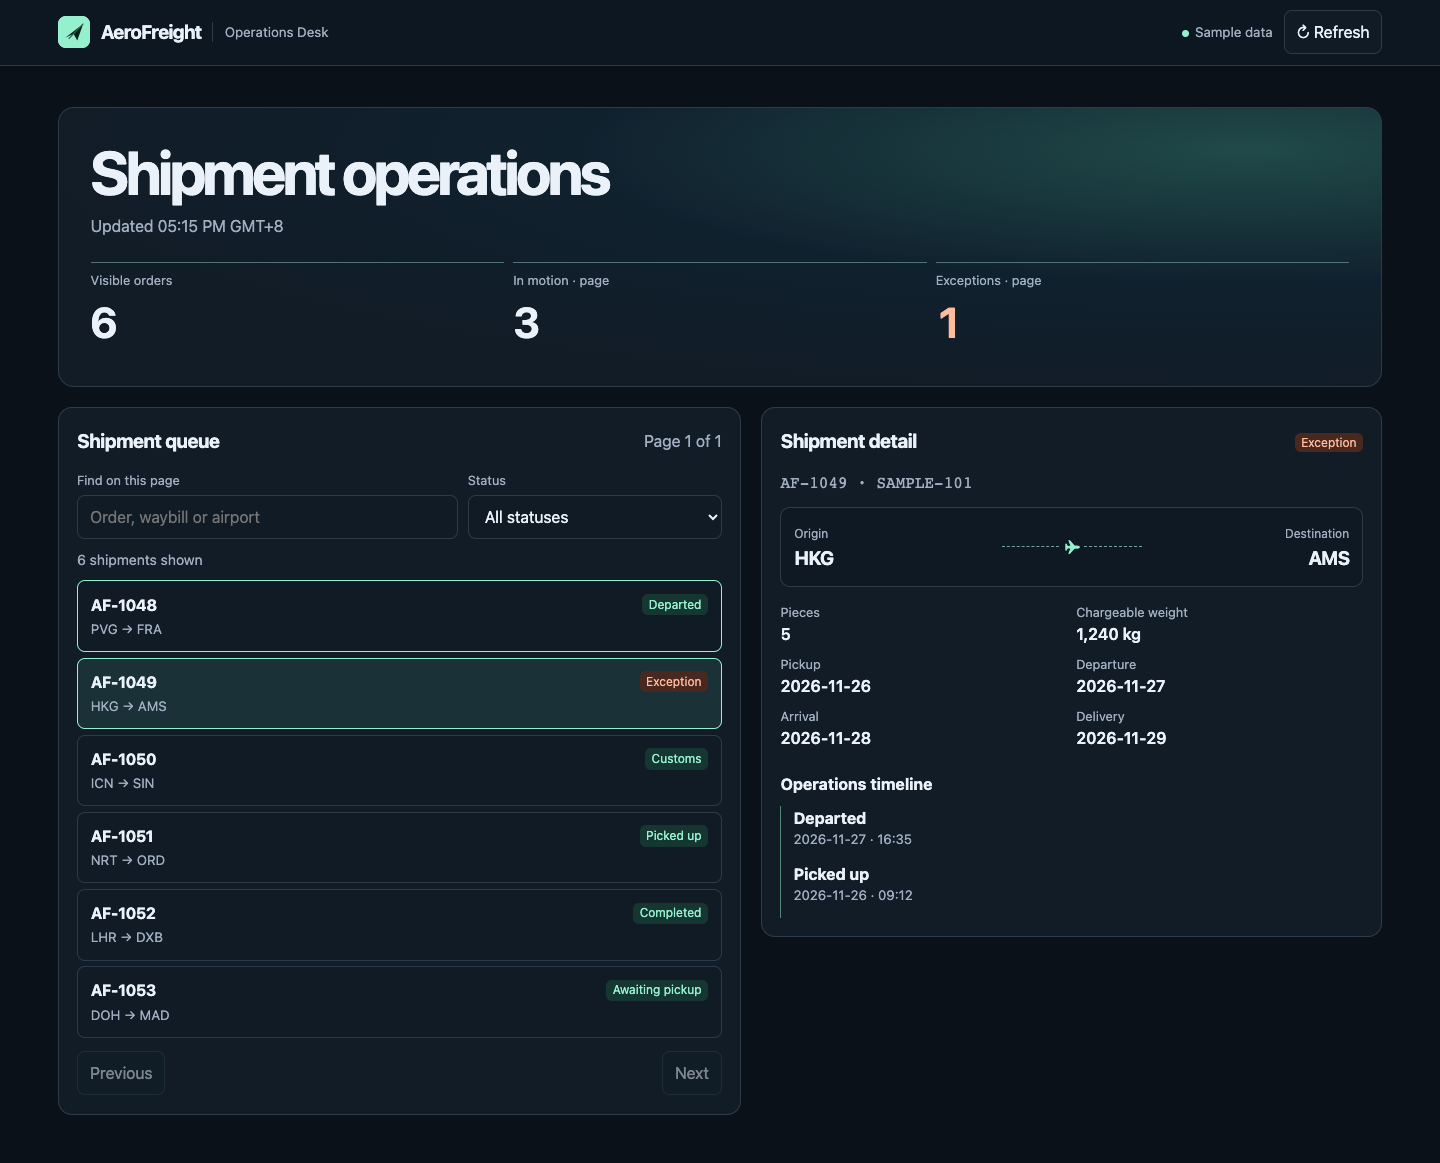 AeroFreight
Operations Desk
Sample data
Refresh
Shipment operations
Updated 05:15 PM GMT+8
Visible orders
6
In motion · page
3
Exceptions · page
1
Shipment queue
Page 1 of 1
Find on this page
Order, waybill or airport
Status
All statuses
6 shipments shown
AF-1048
Departed
PVG → FRA
AF-1049
Exception
HKG → AMS
AF-1050
Customs
ICN → SIN
AF-1051
Picked up
NRT → ORD
AF-1052
Completed
LHR → DXB
AF-1053
Awaiting pickup
DOH → MAD
Previous
Next
Shipment detail
Exception
AF-1049 • SAMPLE-101
Origin
HKG
Destination
AMS
Pieces
5
Chargeable weight
1,240 kg
Pickup
2026-11-26
Departure
2026-11-27
Arrival
2026-11-28
Delivery
2026-11-29
Operations timeline
Departed
2026-11-27 · 16:35
Picked up
2026-11-26 · 09:12